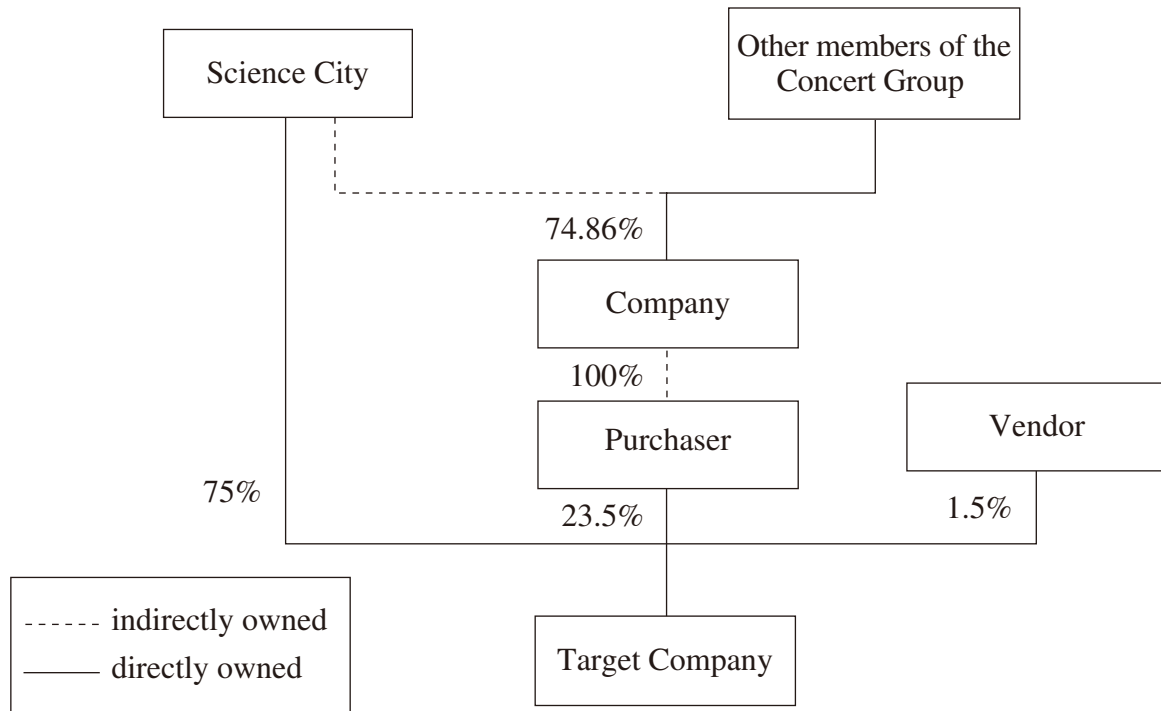 Science City
Other members of the
Concert Group
74.86%
Company
100%
Purchaser
Vendor
75%
23.5%
1.5%
indirectly owned
directly owned
Target Company